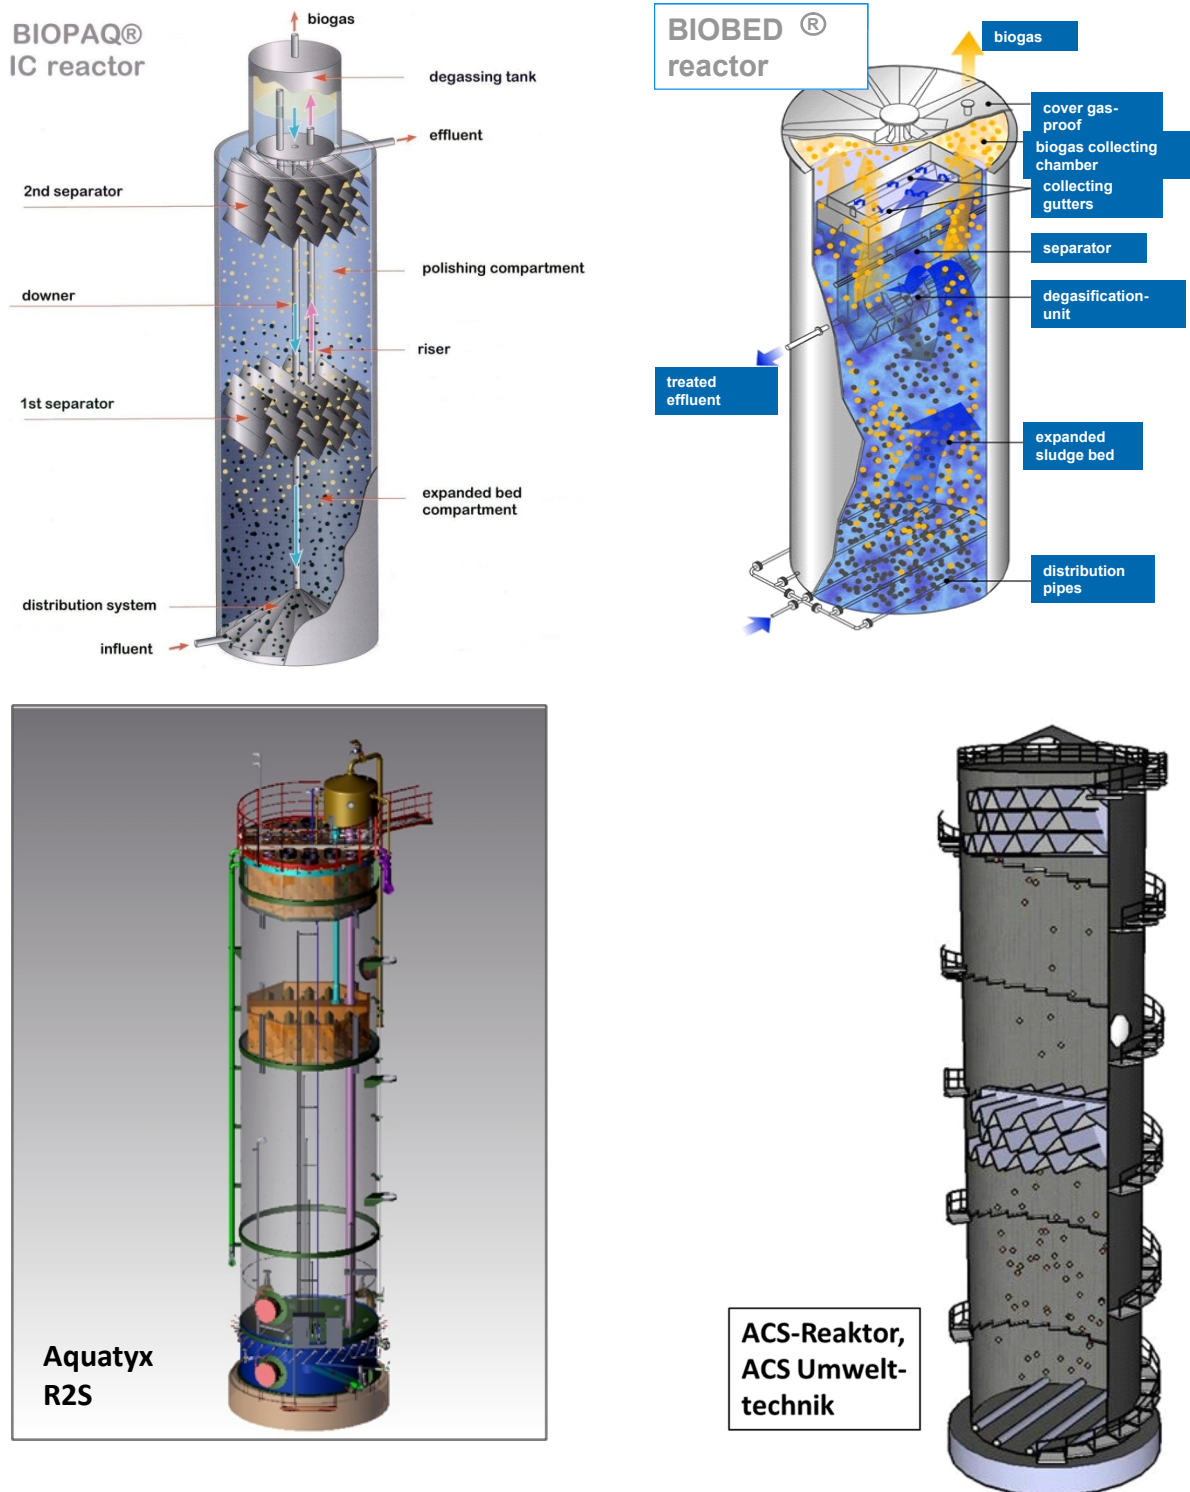 BIOPAQ®
IC reactor
biogas
degassing tank
effluent
2nd separator
polishing compartment
downer
riser
1st separator
expanded bed
compartment
distribution system
influent
BIOBED ®
reactor
biogas
cover gas-
proof
biogas collecting
chamber
collecting
gutters
separator
degasification-
unit
treated
effluent
expanded
sludge bed
distribution
pipes
Aquatyx
R2S
ACS-Reaktor,
ACS Umwelt-
technik